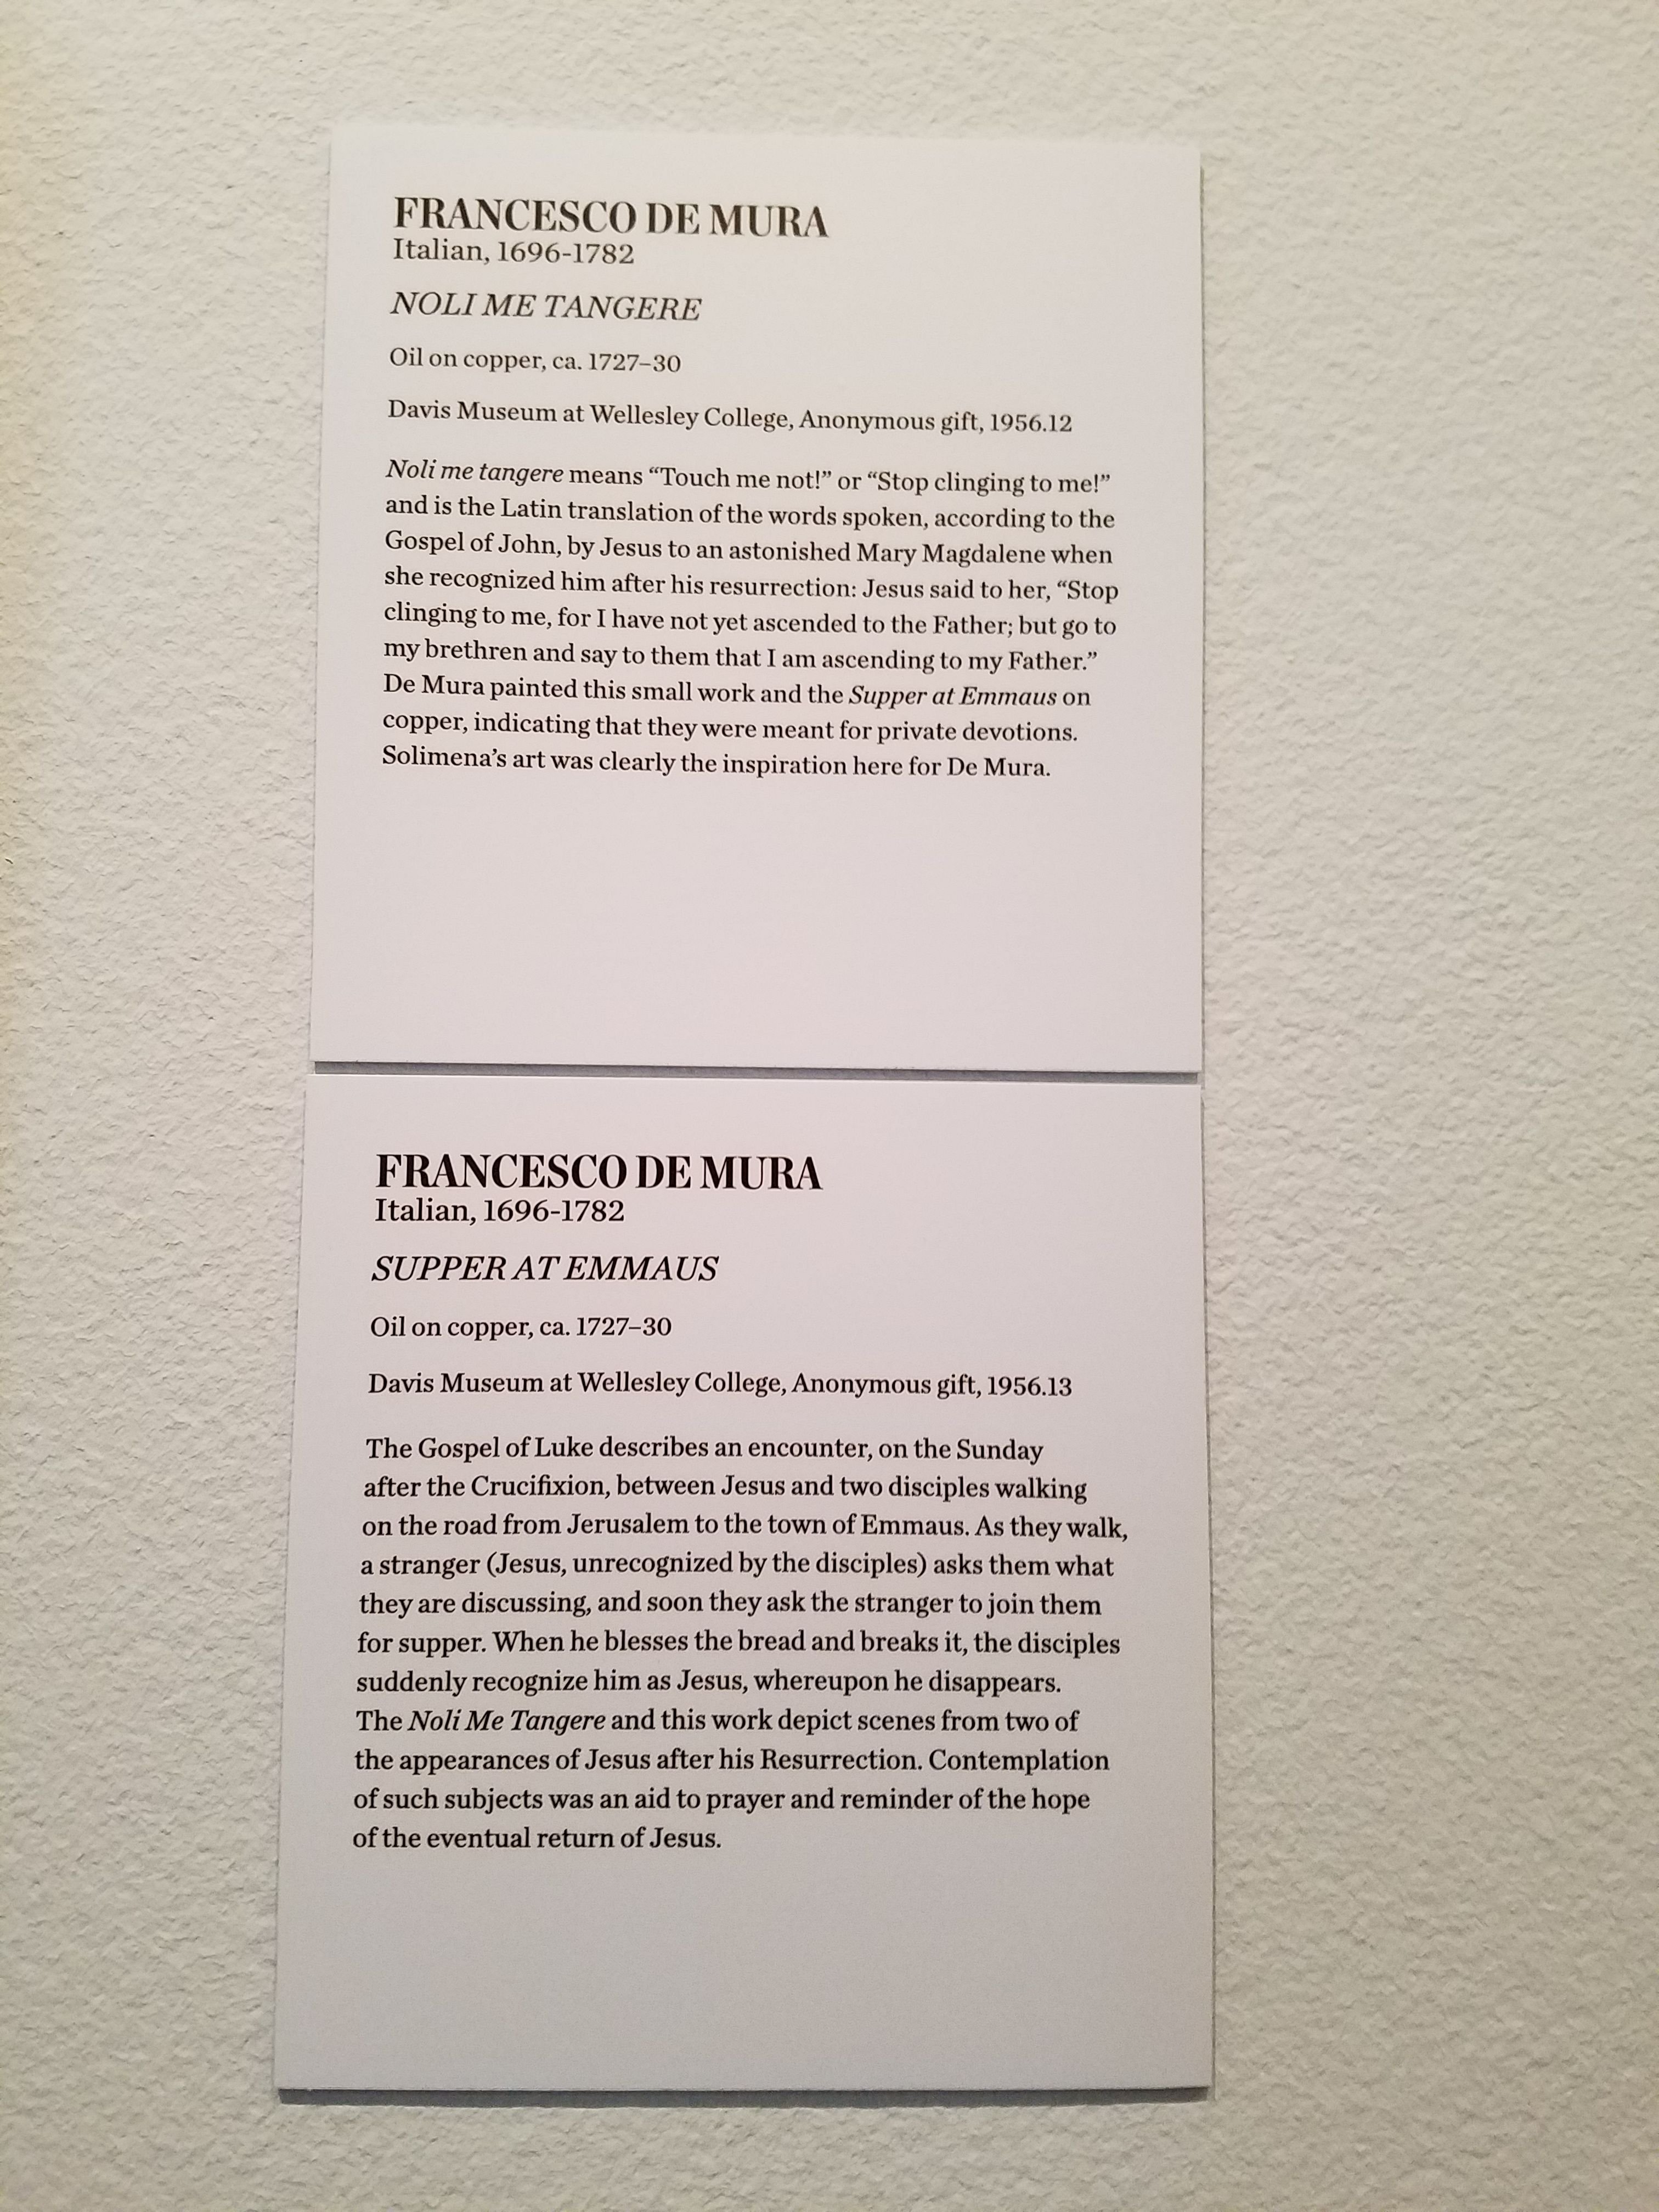 FRANCESCO DE MURA
Italian, 1696-1782
NOLI ME TANGERE
Oil on copper, ca. 1727–30
Davis Museum at Wellesley College, Anonymous gift, 1956.12
Noli me tangere means “Touch me not!” or “Stop clinging to me!”
and is the Latin translation of the words spoken, according to the
Gospel of John, by Jesus to an astonished Mary Magdalene when
she recognized him after his resurrection: Jesus said to her, “Stop
clinging to me, for I have not yet ascended to the Father; but go to
my brethren and say to them that I am ascending to my Father.”
De Mura painted this small work and the Supper at Emmaus on
copper, indicating that they were meant for private devotions.
Solimena’s art was clearly the inspiration here for De Mura.
FRANCESCO DE MURA
Italian, 1696-1782
SUPPER AT EMMAUS
Oil on copper, ca. 1727–30
Davis Museum at Wellesley College, Anonymous gift, 1956.13
The Gospel of Luke describes an encounter, on the Sunday
after the Crucifixion, between Jesus and two disciples walking
on the road from Jerusalem to the town of Emmaus. As they walk,
a stranger (Jesus, unrecognized by the disciples) asks them what
they are discussing, and soon they ask the stranger to join them
for supper. When he blesses the bread and breaks it, the disciples
suddenly recognize him as Jesus, whereupon he disappears.
The Noli Me Tangere and this work depict scenes from two of
the appearances of Jesus after his Resurrection. Contemplation
of such subjects was an aid to prayer and reminder of the hope
of the eventual return of Jesus.